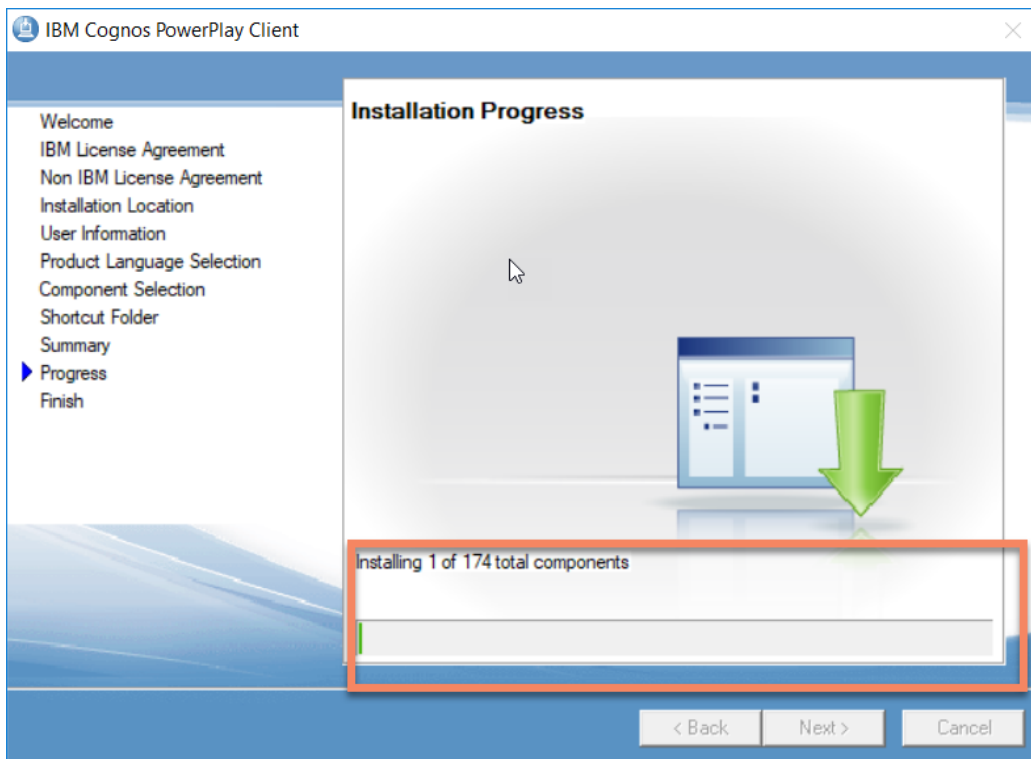 IBM Cognos PowerPlay Client
Welcome
IBM License Agreement
Non IBM License Agreement
Installation Location
User Information
Product Language Selection
Component Selection
Shortcut Folder
Summary
Progress
Finish
Installation Progress
Installing 1 of 174 total components
< Back
Next >
Cancel